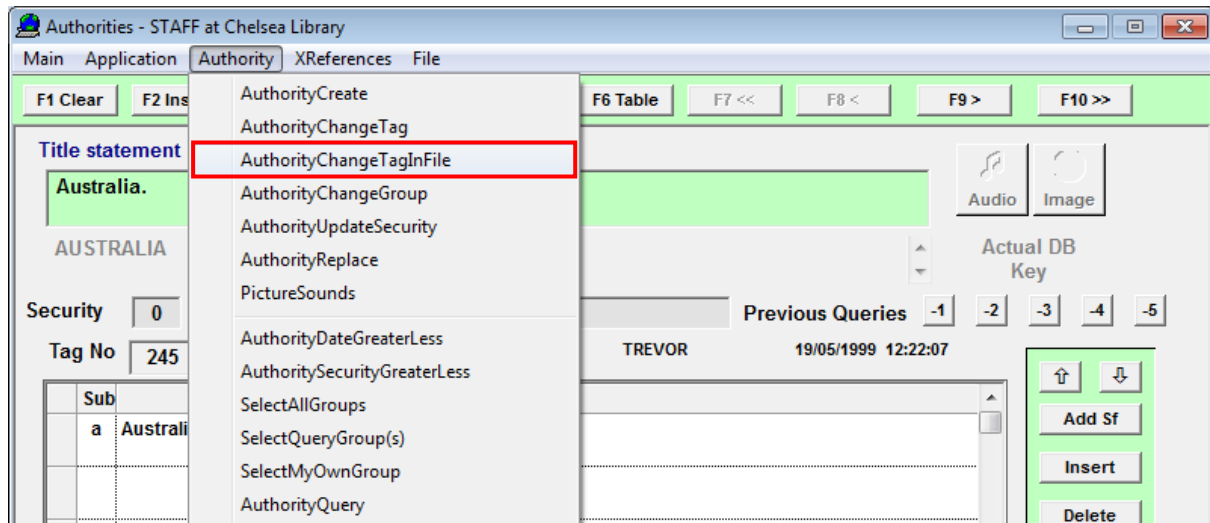 Authorities - STAFF at Chelsea Library
Main Application Authority XReferences File
F1 Clear F2 Ins F6 Table F7 << F8 < F9 > F10 >>
AuthorityCreate
AuthorityChangeTag
AuthorityChangeTagInFile
AuthorityChangeGroup
AuthorityUpdateSecurity
AuthorityReplace
PictureSounds
AuthorityDateGreaterLess
AuthoritySecurityGreaterLess
SelectAllGroups
SelectQueryGroup(s)
SelectMyOwnGroup
AuthorityQuery
Title statement
Australia.
Audio Image
AUSTRALIA
Actual DB
Key
Security 0 Previous Queries -1 -2 -3 -4 -5
Tag No 245 TREVOR 19/05/1999 12:22:07
Sub
a Australi
Add Sf
Insert
Delete